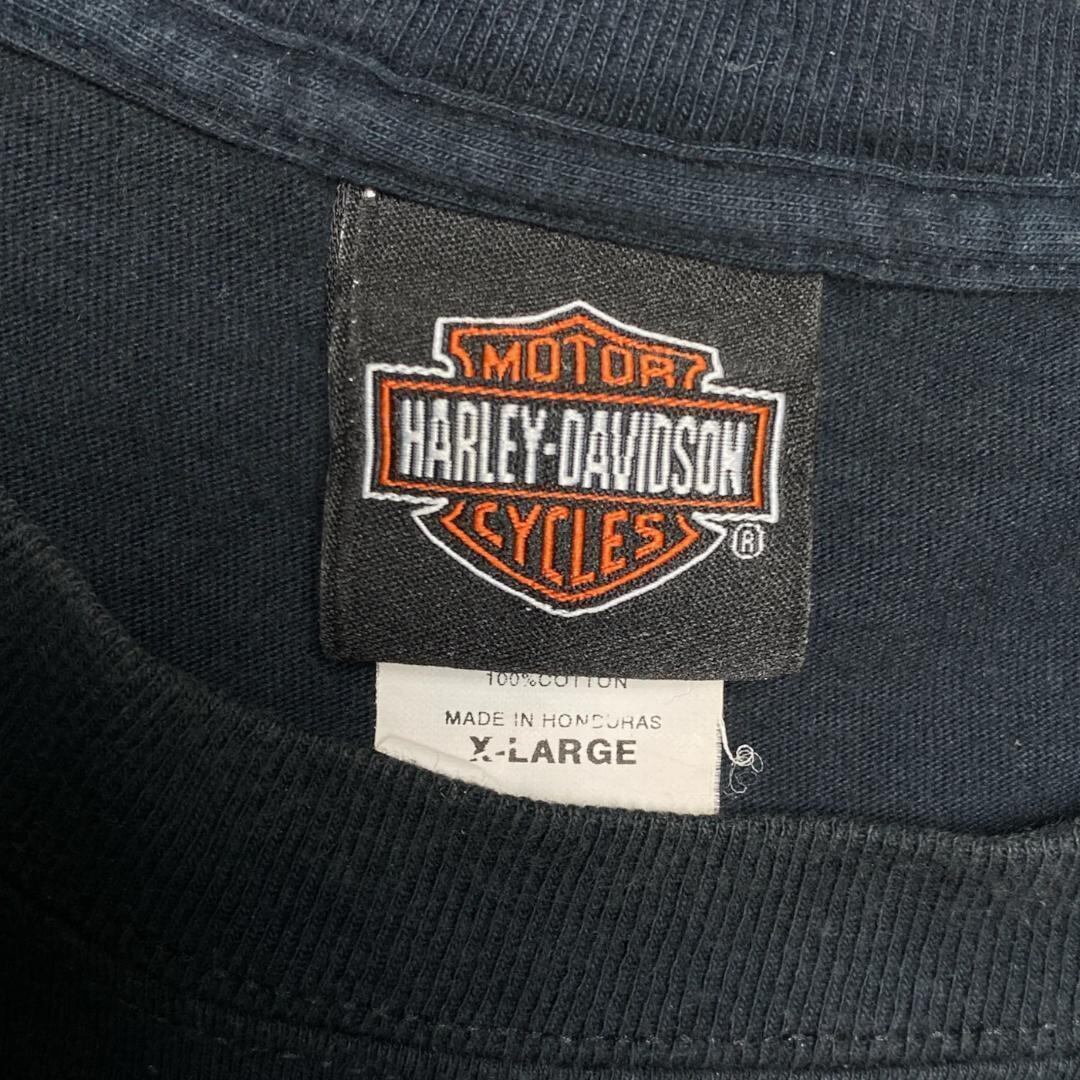 MOTOR
HARLEY-DAVIDSON
CYCLES
®
100% COTTON
MADE IN HONDURAS
X-LARGE